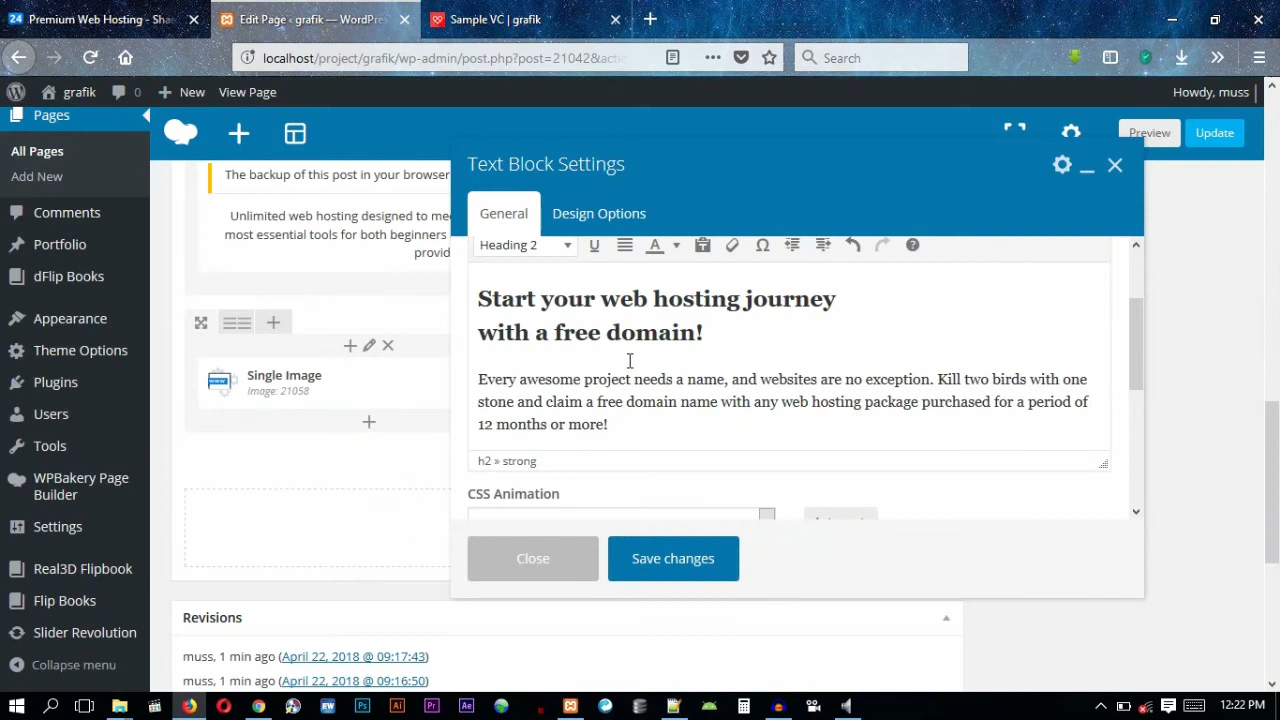 Premium Web Hosting - Sha
Edit Page ‹ grafik — WordPre
Sample VC | grafik
localhost/project/grafik/wp-admin/post.php?post=21042&actic
Search
grafik
0
New
View Page
Howdy, muss
Pages
All Pages
Add New
Comments
Portfolio
dFlip Books
Appearance
Theme Options
Plugins
Users
Tools
WPBakery Page
Builder
Settings
Real3D Flipbook
Flip Books
Slider Revolution
Collapse menu
Preview
Update
The backup of this post in your browser
Unlimited web hosting designed to me
most essential tools for both beginners
provid
Single Image
Image: 21058
Text Block Settings
General
Design Options
Heading 2
Start your web hosting journey
with a free domain!
Every awesome project needs a name, and websites are no exception. Kill two birds with one
stone and claim a free domain name with any web hosting package purchased for a period of
12 months or more!
h2 » strong
CSS Animation
Close
Save changes
Revisions
muss, 1 min ago (April 22, 2018 @ 09:17:43)
muss, 1 min ago (April 22, 2018 @ 09:16:50)
12:22 PM